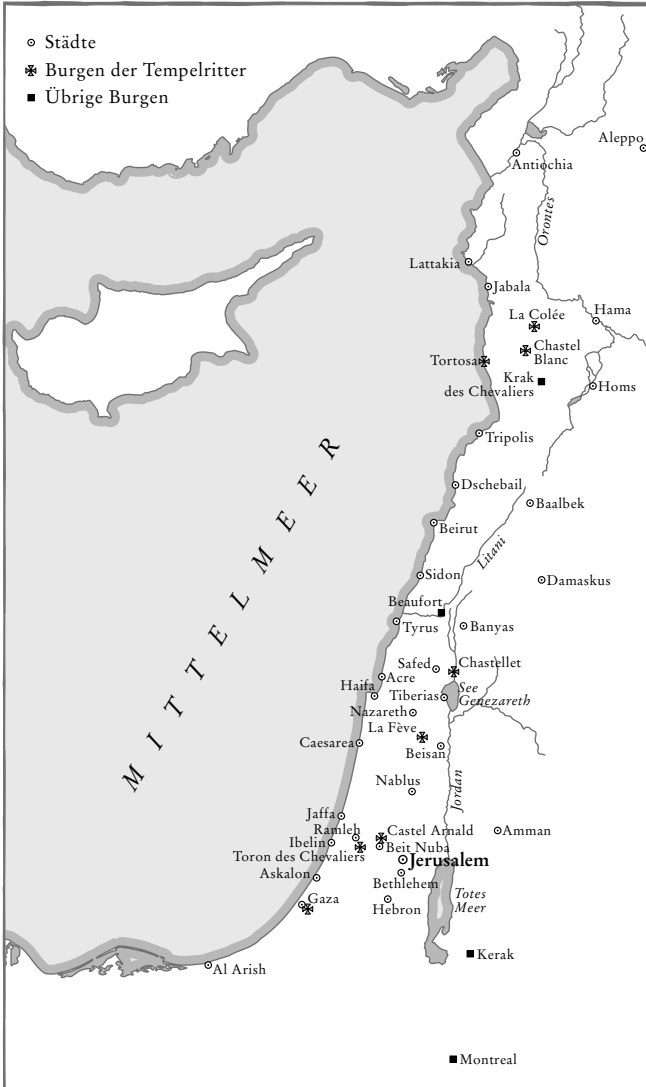 Städte
Burgen der Tempelritter
Übrige Burgen
Aleppo
Antiochia
Orontes
Lattakia
Jabala
La Colée
Hama
Chastel
Blanc
Tortosa
Krak
des Chevaliers
Homs
Tripolis
Dschebail
Baalbek
Beirut
Litani
MITTELMEER
Sidon
Damaskus
Beaufort
Tyrus
Banyas
Safed
Chastellet
Acre
Haifa
Tiberias
See
Genezareth
Nazareth
La Fève
Caesarea
Beisan
Nablus
Jordan
Jaffa
Ramleh
Castel Arnald
Amman
Ibelin
Beit Nuba
Toron des Chevaliers
Jerusalem
Askalon
Bethlehem
Totes
Meer
Gaza
Hebron
Kerak
Al Arish
Montreal